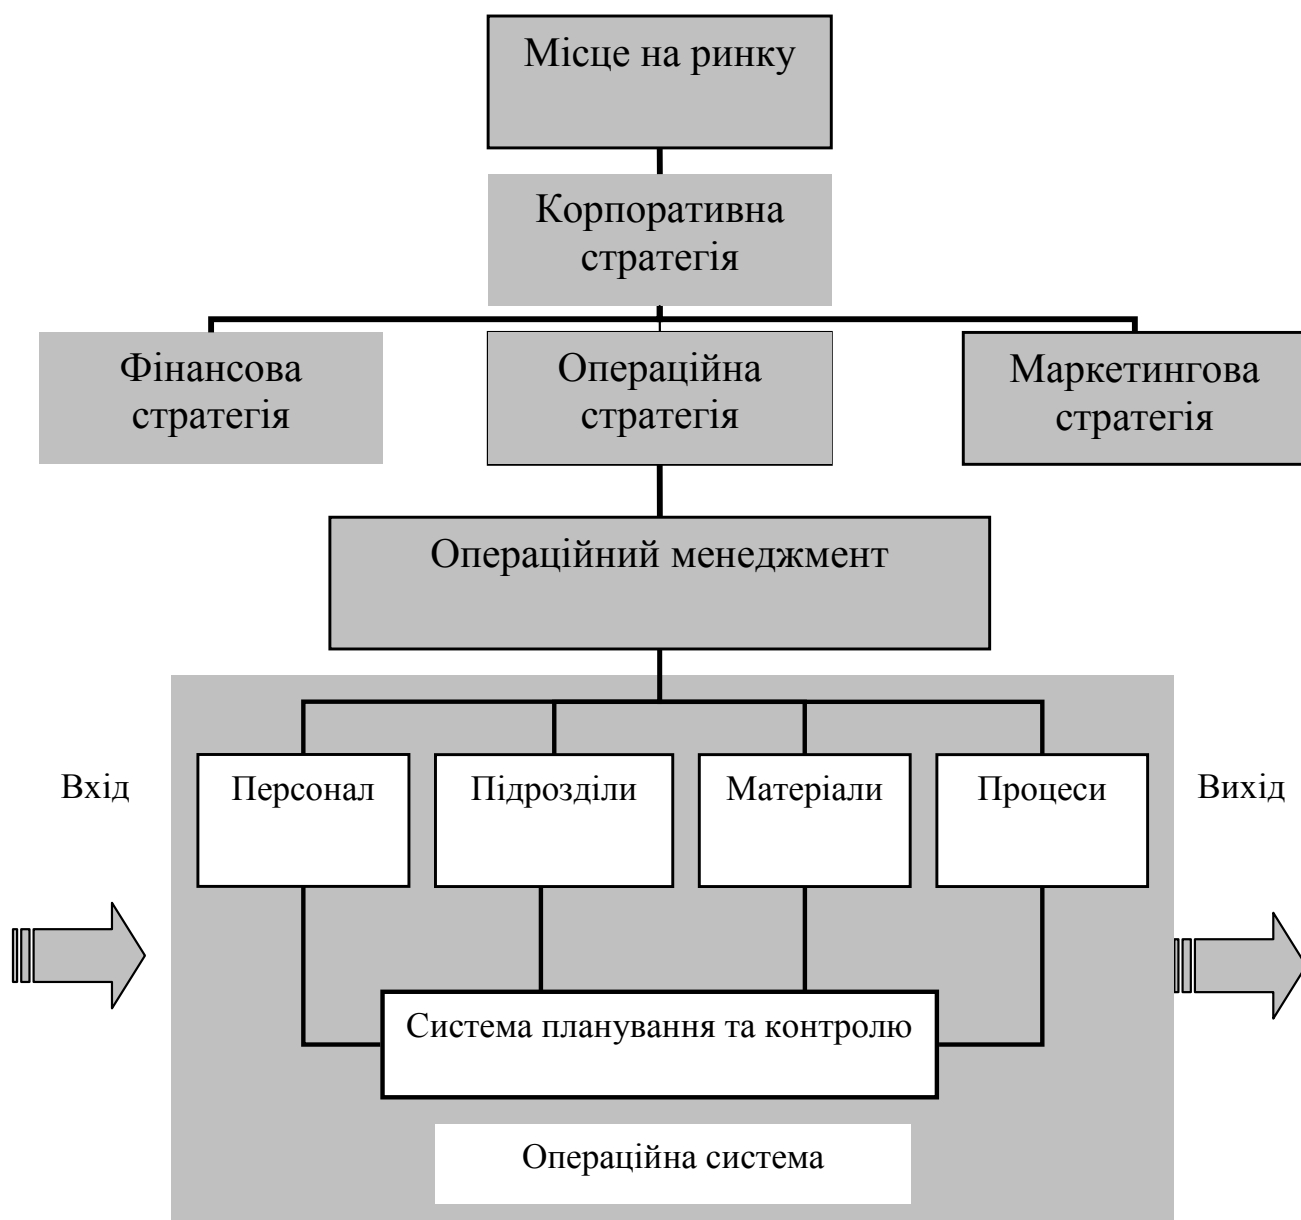 Місце на ринку
Корпоративна
стратегія
Фінансова
стратегія
Операційна
стратегія
Маркетингова
стратегія
Операційний менеджмент
Вхід
Персонал
Підрозділи
Матеріали
Процеси
Вихід
Система планування та контролю
Операційна система